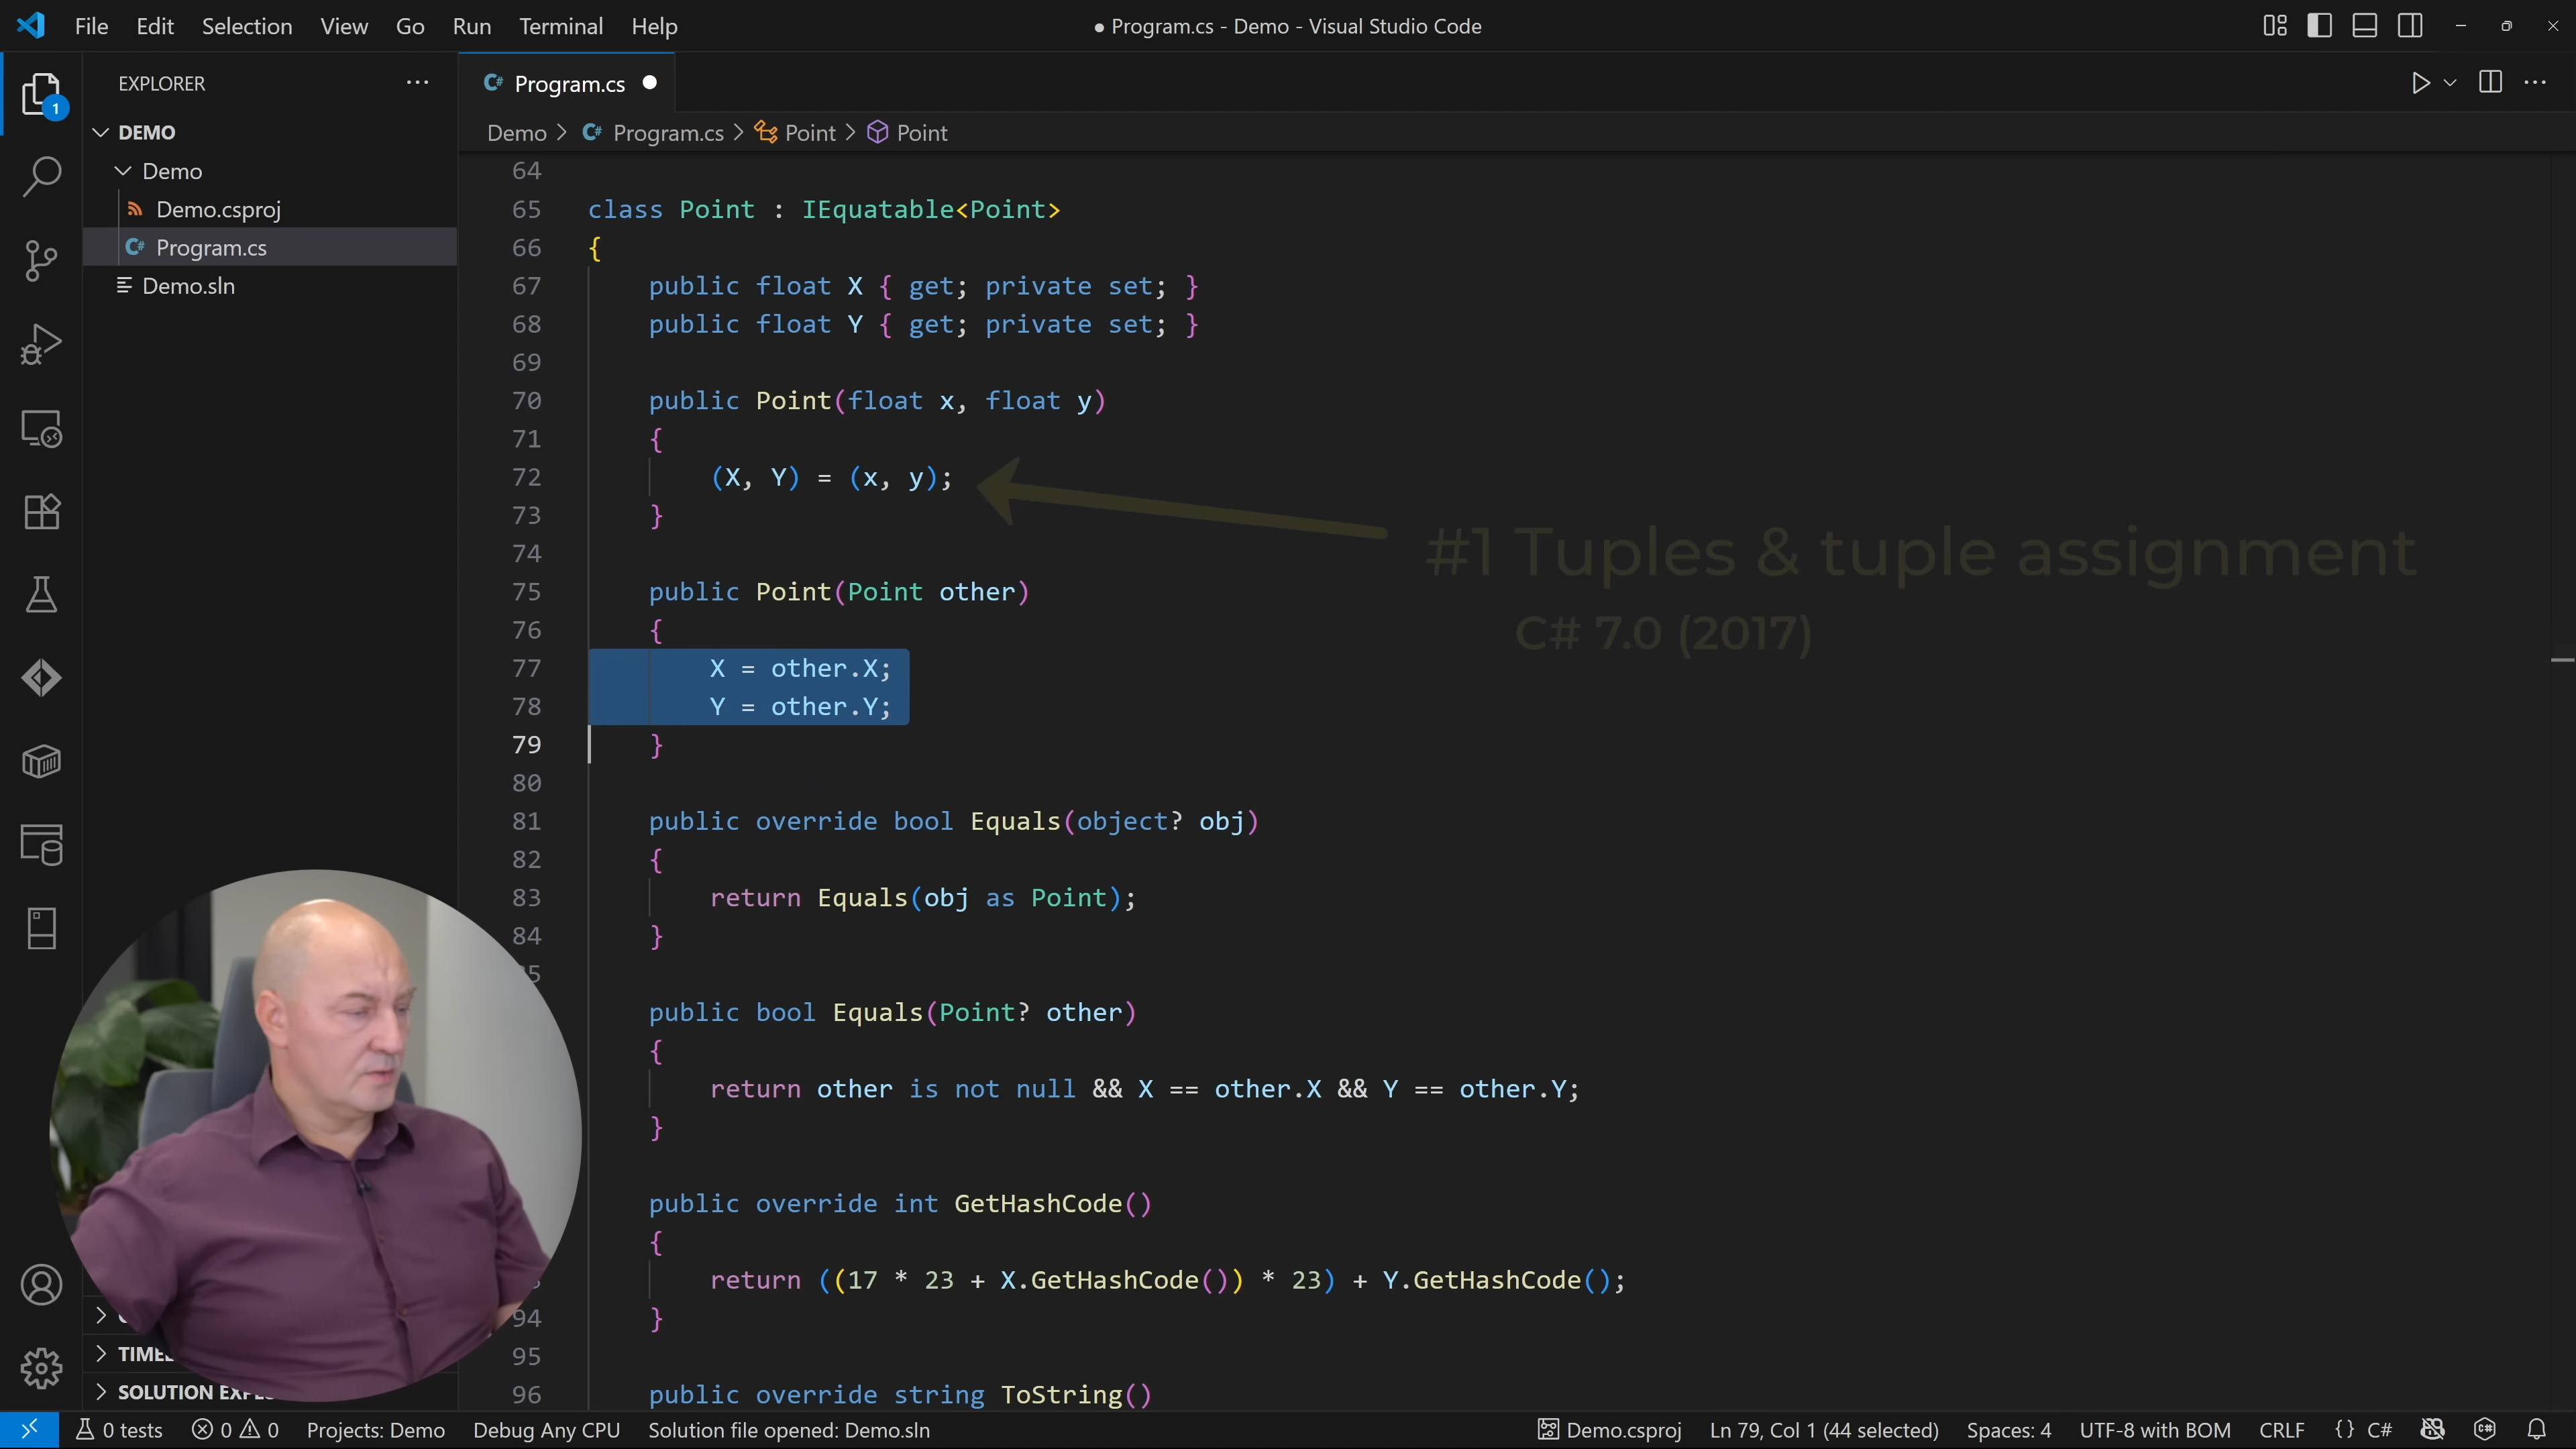 File Edit Selection View Go Run Terminal Help
● Program.cs - Demo - Visual Studio Code
1
EXPLORER
DEMO
Demo
Demo.csproj
Program.cs
Demo.sln
C# Program.cs
Demo > C# Program.cs > Point > Point
64
65 class Point : IEquatable<Point>
66 {
67 public float X { get; private set; }
68 public float Y { get; private set; }
69
70 public Point(float x, float y)
71 {
72 (X, Y) = (x, y);
73 }
74
75 public Point(Point other)
76 {
77 X = other.X;
78 Y = other.Y;
79 }
80
81 public override bool Equals(object? obj)
82 {
83 return Equals(obj as Point);
84 }
5
public bool Equals(Point? other)
{
return other is not null && X == other.X && Y == other.Y;
}
public override int GetHashCode()
{
return ((17 * 23 + X.GetHashCode()) * 23) + Y.GetHashCode();
94 }
95
96 public override string ToString()
#1 Tuples & tuple assignment
C# 7.0 (2017)
SOLUTION
0 tests 0 0 Projects: Demo Debug Any CPU Solution file opened: Demo.sln
Demo.csproj Ln 79, Col 1 (44 selected) Spaces: 4 UTF-8 with BOM CRLF {} C#